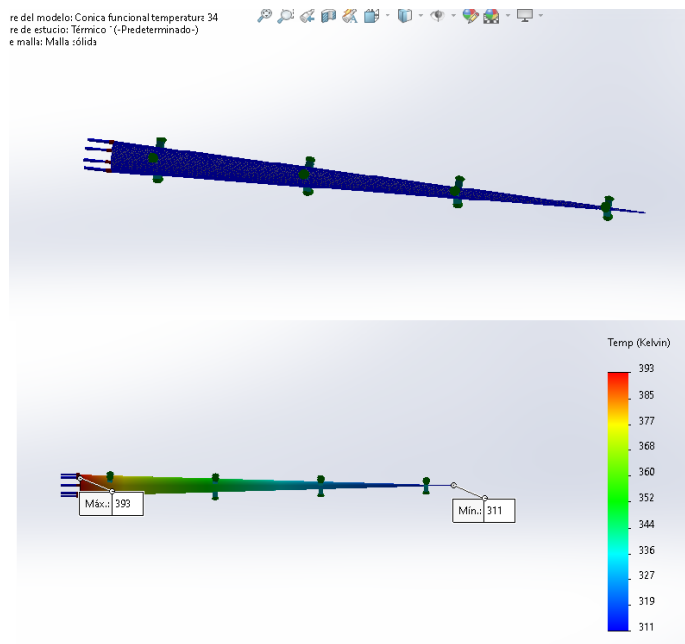 re del modelo: Conica funcional temperatura 34
re de estucio: Térmico ¨(-Predeterminado-)
e malla: Malla sólida
Temp (Kelvin)
393
385
377
368
360
352
344
336
327
319
311
Máx.: 393
Mín.: 311